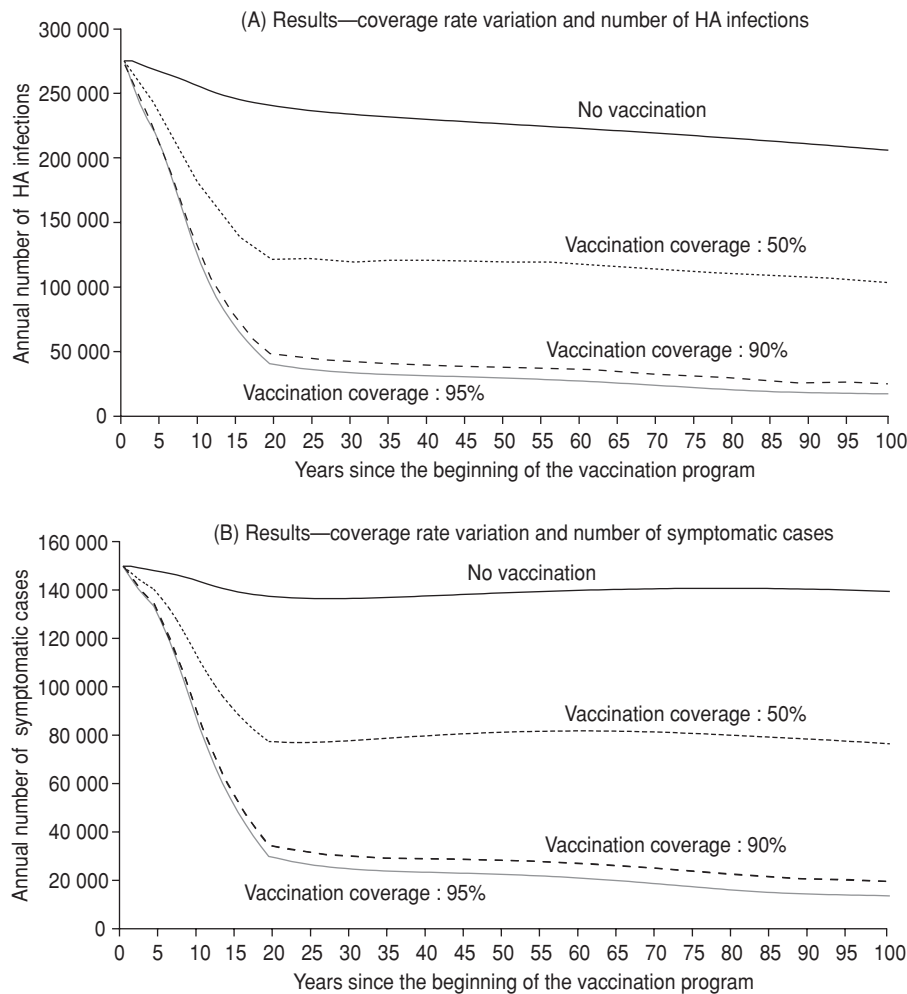 (A) Results—coverage rate variation and number of HA infections
300 000
250 000
200 000
150 000
100 000
50 000
0
Annual number of HA infections
No vaccination
Vaccination coverage : 50%
Vaccination coverage : 90%
Vaccination coverage : 95%
0 5 10 15 20 25 30 35 40 45 50 55 60 65 70 75 80 85 90 95 100
Years since the beginning of the vaccination program
(B) Results—coverage rate variation and number of symptomatic cases
160 000
140 000
120 000
100 000
80 000
60 000
40 000
20 000
0
Annual number of symptomatic cases
No vaccination
Vaccination coverage : 50%
Vaccination coverage : 90%
Vaccination coverage : 95%
0 5 10 15 20 25 30 35 40 45 50 55 60 65 70 75 80 85 90 95 100
Years since the beginning of the vaccination program